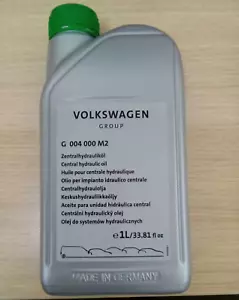 VOLKSWAGEN
GROUP
G 004 000 M2
Zentralhydrauliköl
Central hydraulic oil
Huile pour centrale hydraulique
Olio per impianto idraulico centrale
Centralhydraulolja
Keskushydrauliikkaöljy
Aceite para unidad hidráulica central
Centrální hydraulický olej
Olej do systemów hydraulicznych
e 1L/33.81 fl oz
MADE IN GERMANY